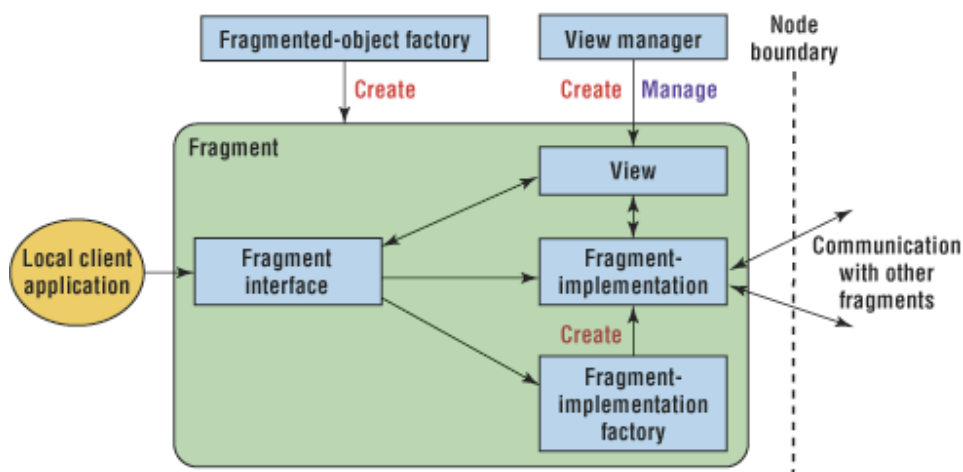 Fragmented-object factory
View manager
Node
boundary
Create
Create
Manage
Fragment
View
Local client
application
Fragment
interface
Fragment-
implementation
Communication
with other
fragments
Create
Fragment-
implementation
factory